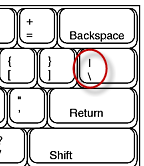 +
= Backspace
{ } |
[ ] \
"
' Return
?
Shift